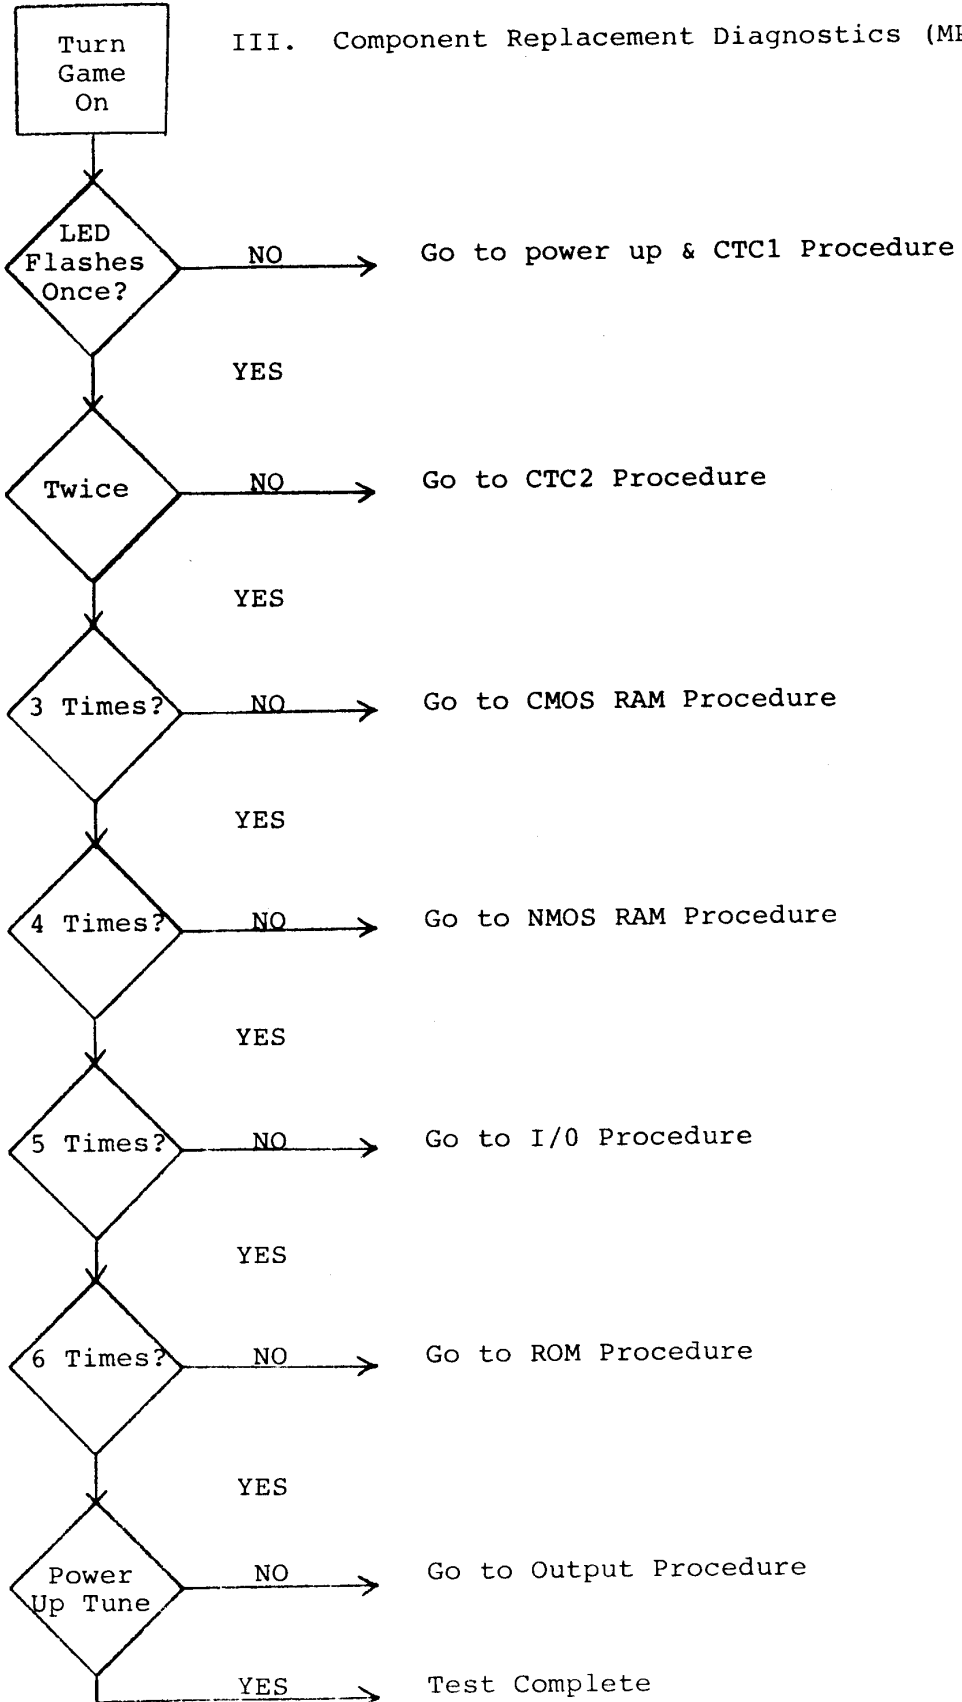 Turn
Game
On
III. Component Replacement Diagnostics
LED
Flashes
Once?
NO
Go to power up & CTC1 Procedure
YES
Twice
NO
Go to CTC2 Procedure
YES
3 Times?
NO
Go to CMOS RAM Procedure
YES
4 Times?
NO
Go to NMOS RAM Procedure
YES
5 Times?
NO
Go to I/0 Procedure
YES
6 Times?
NO
Go to ROM Procedure
YES
Power
Up Tune
NO
Go to Output Procedure
YES
Test Complete